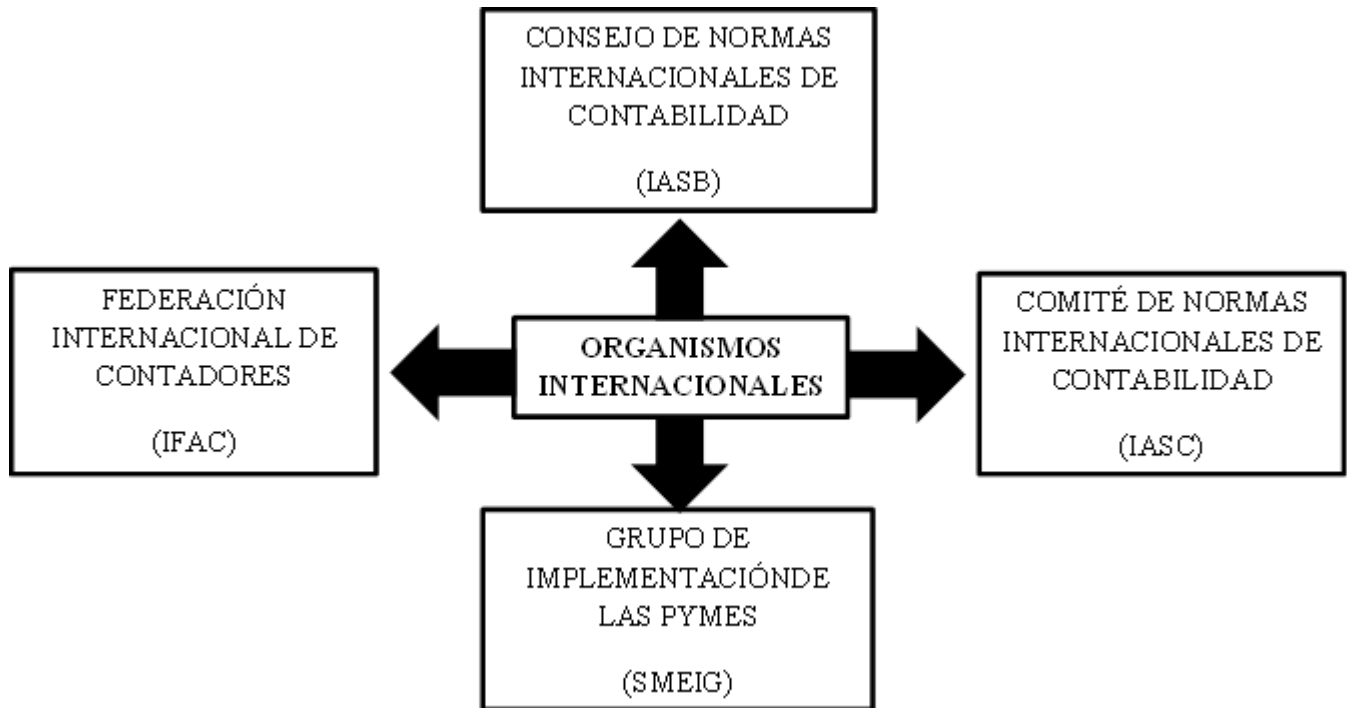 CONSEJO DE NORMAS
INTERNACIONALES DE
CONTABILIDAD
(IASB)
FEDERACIÓN
INTERNACIONAL DE
CONTADORES
(IFAC)
ORGANISMOS
INTERNACIONALES
COMITÉ DE NORMAS
INTERNACIONALES DE
CONTABILIDAD
(IASC)
GRUPO DE
IMPLEMENTACIÓNDE
LAS PYMES
(SMEIG)